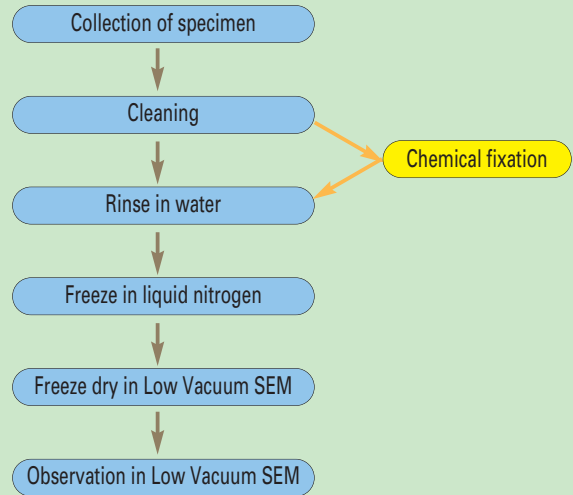 Collection of specimen
Cleaning
Chemical fixation
Rinse in water
Freeze in liquid nitrogen
Freeze dry in Low Vacuum SEM
Observation in Low Vacuum SEM